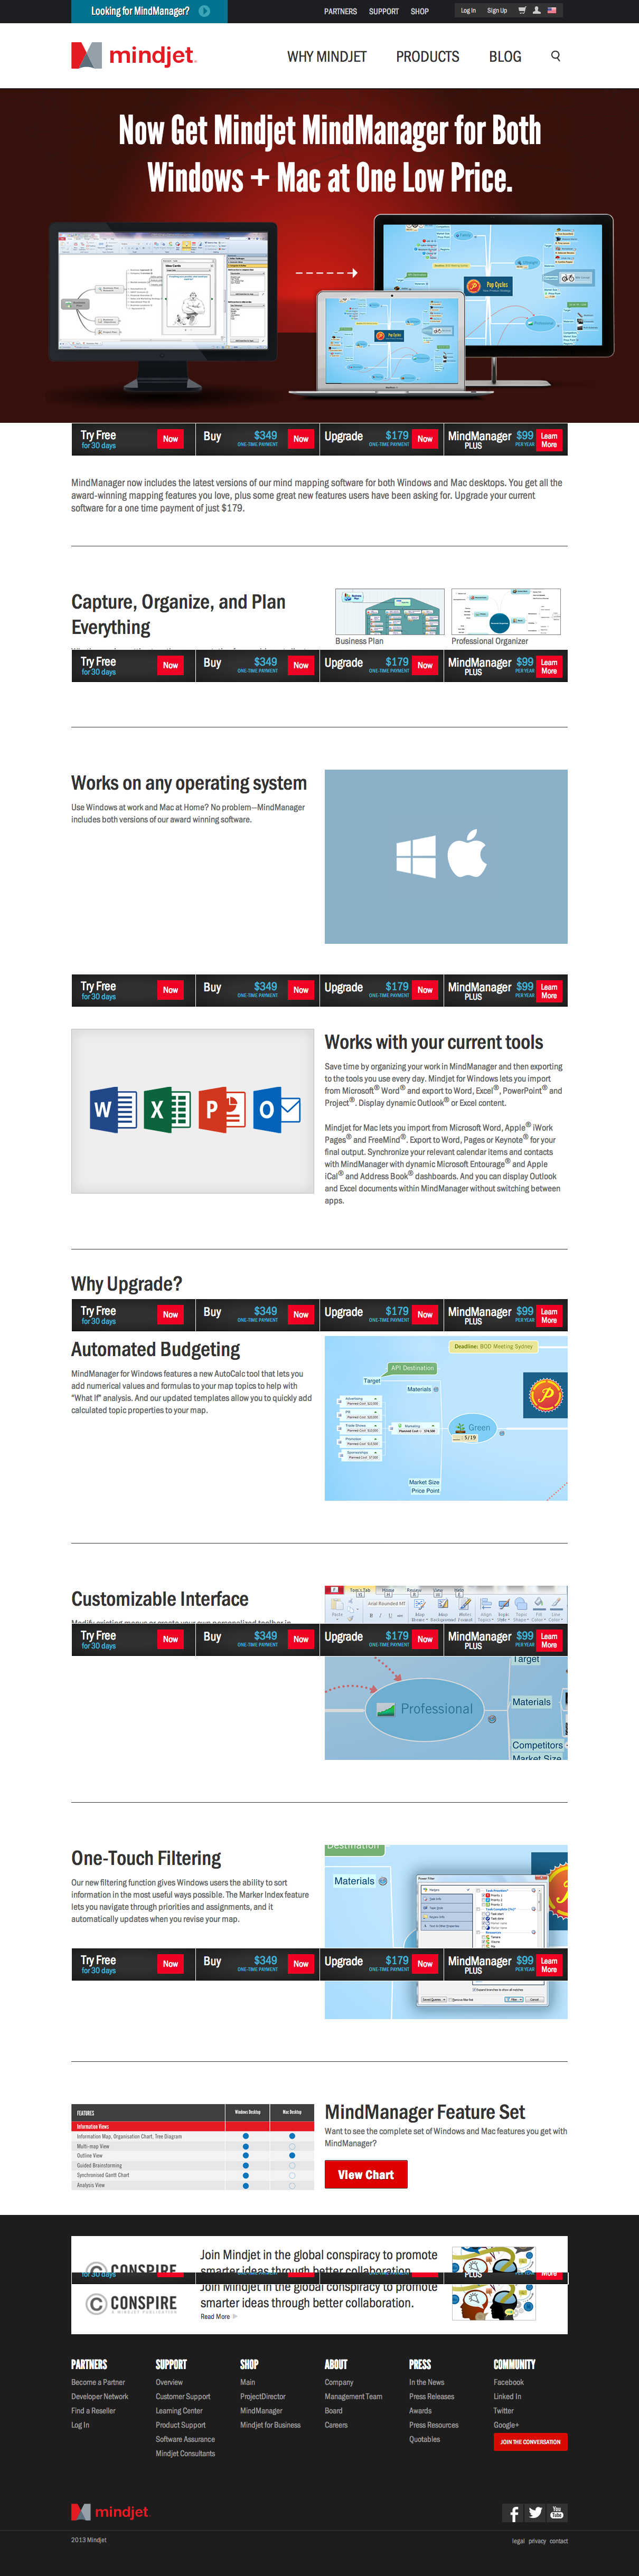 Looking for MindManager?
PARTNERS SUPPORT SHOP
Log In Sign Up
mindjet
WHY MINDJET PRODUCTS BLOG
Now Get Mindjet MindManager for Both
Windows + Mac at One Low Price.
Pop Cycles
Pop Cycles
Try Free for 30 days Now
Buy $349 ONE-TIME PAYMENT Now
Upgrade $179 ONE-TIME PAYMENT Now
MindManager PLUS $99 PER YEAR Learn More
MindManager now includes the latest versions of our mind mapping software for both Windows and Mac desktops. You get all the
award-winning mapping features you love, plus some great new features users have been asking for. Upgrade your current
software for a one time payment of just $179.
Capture, Organize, and Plan
Everything
Business Plan
Professional Organizer
Try Free for 30 days Now
Buy $349 ONE-TIME PAYMENT Now
Upgrade $179 ONE-TIME PAYMENT Now
MindManager PLUS $99 PER YEAR Learn More
Works on any operating system
Use Windows at work and Mac at Home? No problem—MindManager
includes both versions of our award winning software.
Try Free for 30 days Now
Buy $349 ONE-TIME PAYMENT Now
Upgrade $179 ONE-TIME PAYMENT Now
MindManager PLUS $99 PER YEAR Learn More
W X P O
Works with your current tools
Save time by organizing your work in MindManager and then exporting
to the tools you use every day. Mindjet for Windows lets you import
from Microsoft® Word® and export to Word, Excel®, PowerPoint® and
Project®. Display dynamic Outlook® or Excel content.
Mindjet for Mac lets you import from Microsoft Word, Apple® iWork
Pages® and FreeMind®. Export to Word, Pages or Keynote® for your
final output. Synchronize your relevant calendar items and contacts
with MindManager with dynamic Microsoft Entourage® and Apple
iCal® and Address Book® dashboards. And you can display Outlook
and Excel documents within MindManager without switching between
apps.
Why Upgrade?
Try Free for 30 days Now
Buy $349 ONE-TIME PAYMENT Now
Upgrade $179 ONE-TIME PAYMENT Now
MindManager PLUS $99 PER YEAR Learn More
Automated Budgeting
MindManager for Windows features a new AutoCalc tool that lets you
add numerical values and formulas to your map topics to help with
"What If" analysis. And our updated templates allow you to quickly add
calculated topic properties to your map.
Deadline: BOD Meeting Sydney
API Destination
Target
Materials
Advertising
PR
Trade Shows
Promotion
Sponsorships
Marketing
Green
5/19
P
Market Size
Price Point
Customizable Interface
Arial Rounded MT
Try Free for 30 days Now
Buy $349 ONE-TIME PAYMENT Now
Upgrade $179 ONE-TIME PAYMENT Now
MindManager PLUS $99 PER YEAR Learn More
Target
Professional
Materials
Competitors
Market Size
One-Touch Filtering
Our new filtering function gives Windows users the ability to sort
information in the most useful ways possible. The Marker Index feature
lets you navigate through priorities and assignments, and it
automatically updates when you revise your map.
Destination
Materials
Power Filter
Try Free for 30 days Now
Buy $349 ONE-TIME PAYMENT Now
Upgrade $179 ONE-TIME PAYMENT Now
MindManager PLUS $99 PER YEAR Learn More
FEATURES Windows Desktop Mac Desktop
Information Views
Information Map, Organisation Chart, Tree Diagram
Multi-map View
Outline View
Guided Brainstorming
Synchronised Gantt Chart
Analysis View
MindManager Feature Set
Want to see the complete set of Windows and Mac features you get with
MindManager?
View Chart
CONSPIRE
Join Mindjet in the global conspiracy to promote
smarter ideas through better collaboration.
for 30 days
PLUS
More
CONSPIRE
A MINDJET PUBLICATION
Join Mindjet in the global conspiracy to promote
smarter ideas through better collaboration.
Read More
PARTNERS
Become a Partner
Developer Network
Find a Reseller
Log In
SUPPORT
Overview
Customer Support
Learning Center
Product Support
Software Assurance
Mindjet Consultants
SHOP
Main
ProjectDirector
MindManager
Mindjet for Business
ABOUT
Company
Management Team
Board
Careers
PRESS
In the News
Press Releases
Awards
Press Resources
Quotables
COMMUNITY
Facebook
Linked In
Twitter
Google+
JOIN THE CONVERSATION
mindjet
You Tube
2013 Mindjet
legal privacy contact